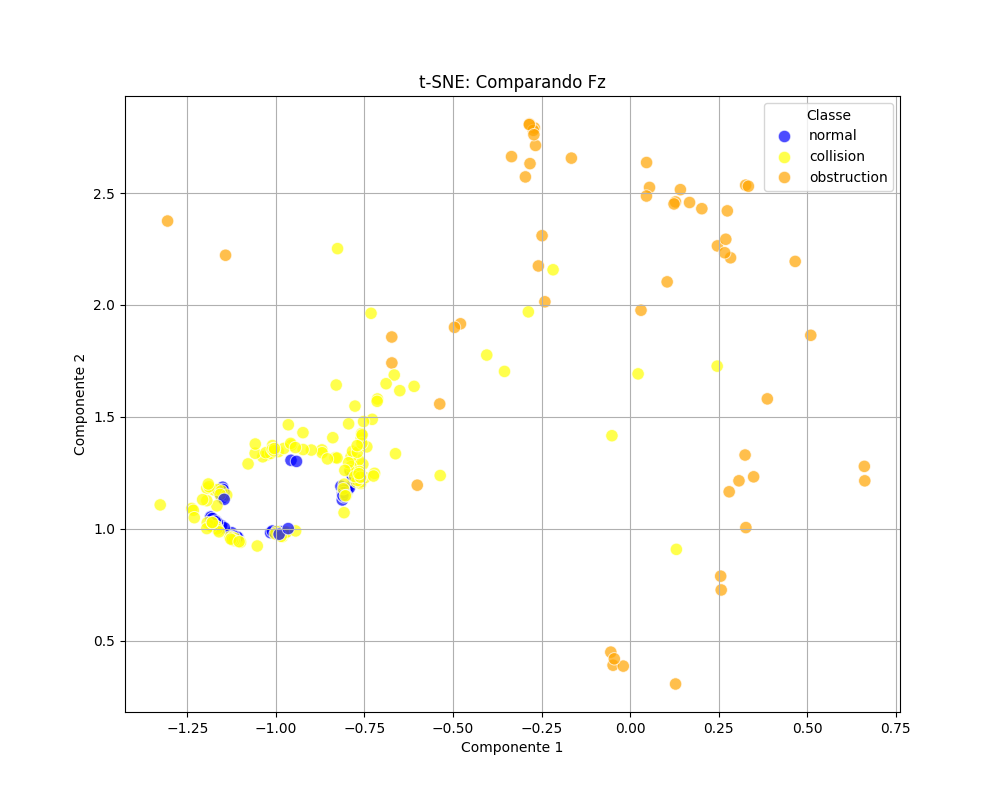 t-SNE: Comparando Fz
Classe
normal
collision
obstruction
Componente 2
2.5
2.0
1.5
1.0
0.5
−1.25 −1.00 −0.75 −0.50 −0.25 0.00 0.25 0.50 0.75
Componente 1